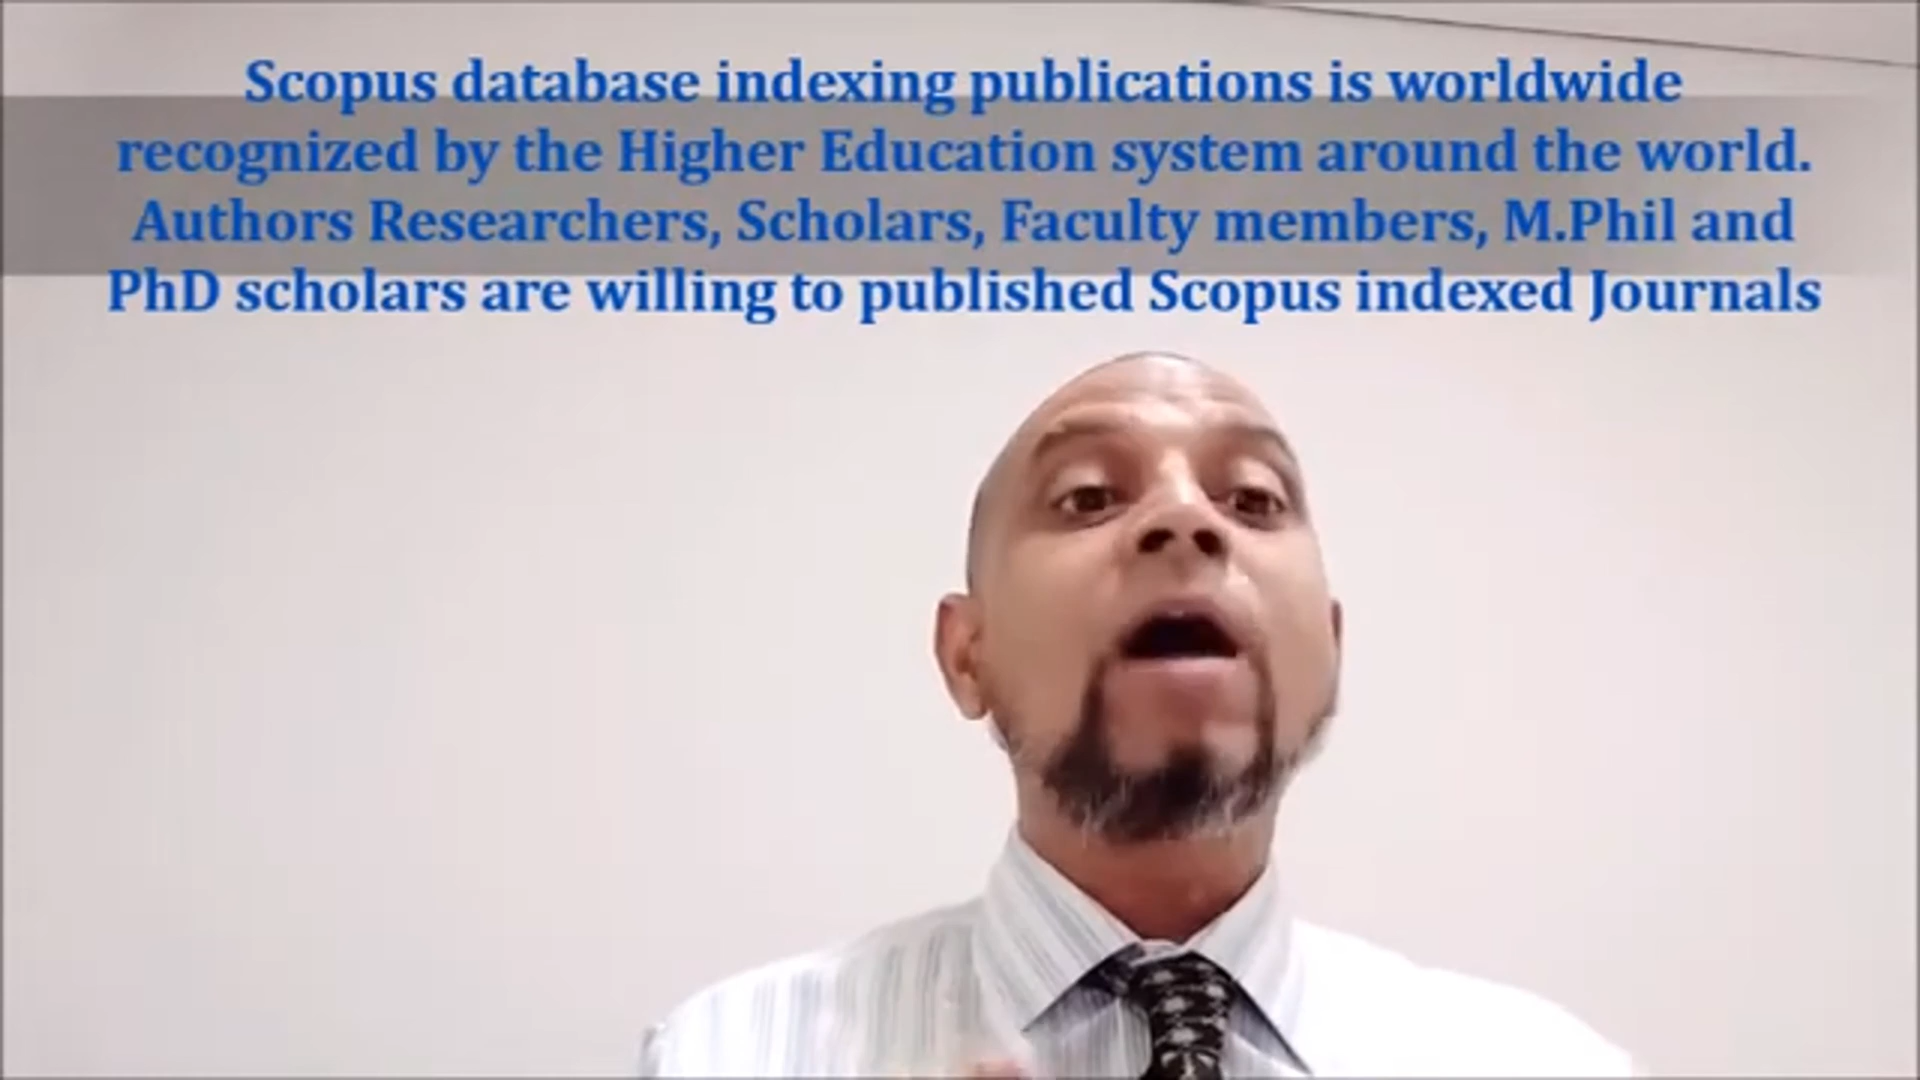 Scopus database indexing publications is worldwide
recognized by the Higher Education system around the world.
Authors Researchers, Scholars, Faculty members, M.Phil and
PhD scholars are willing to published Scopus indexed Journals